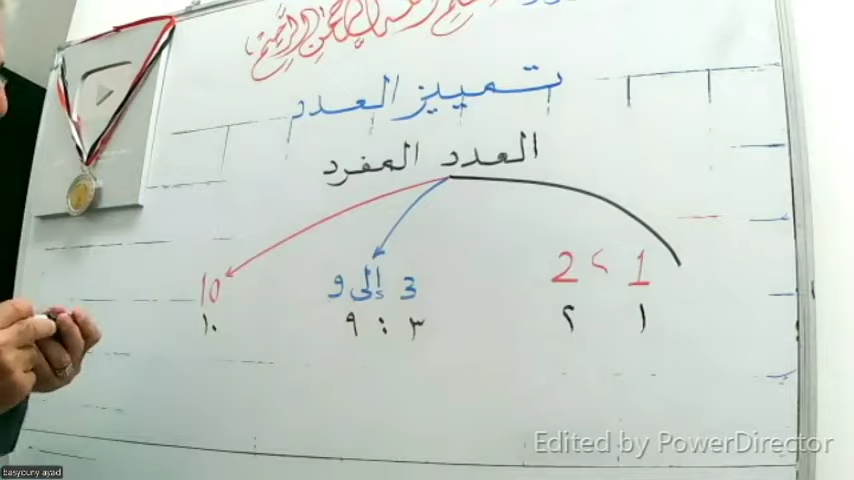 بسم الله الرحمن الرحيم
تمييز العدد
العدد المفرد
1 ، 2
3 إلى 9
10
١ ٢
٣ : ٩
١٠
Edited by PowerDirector
basyouny ayad